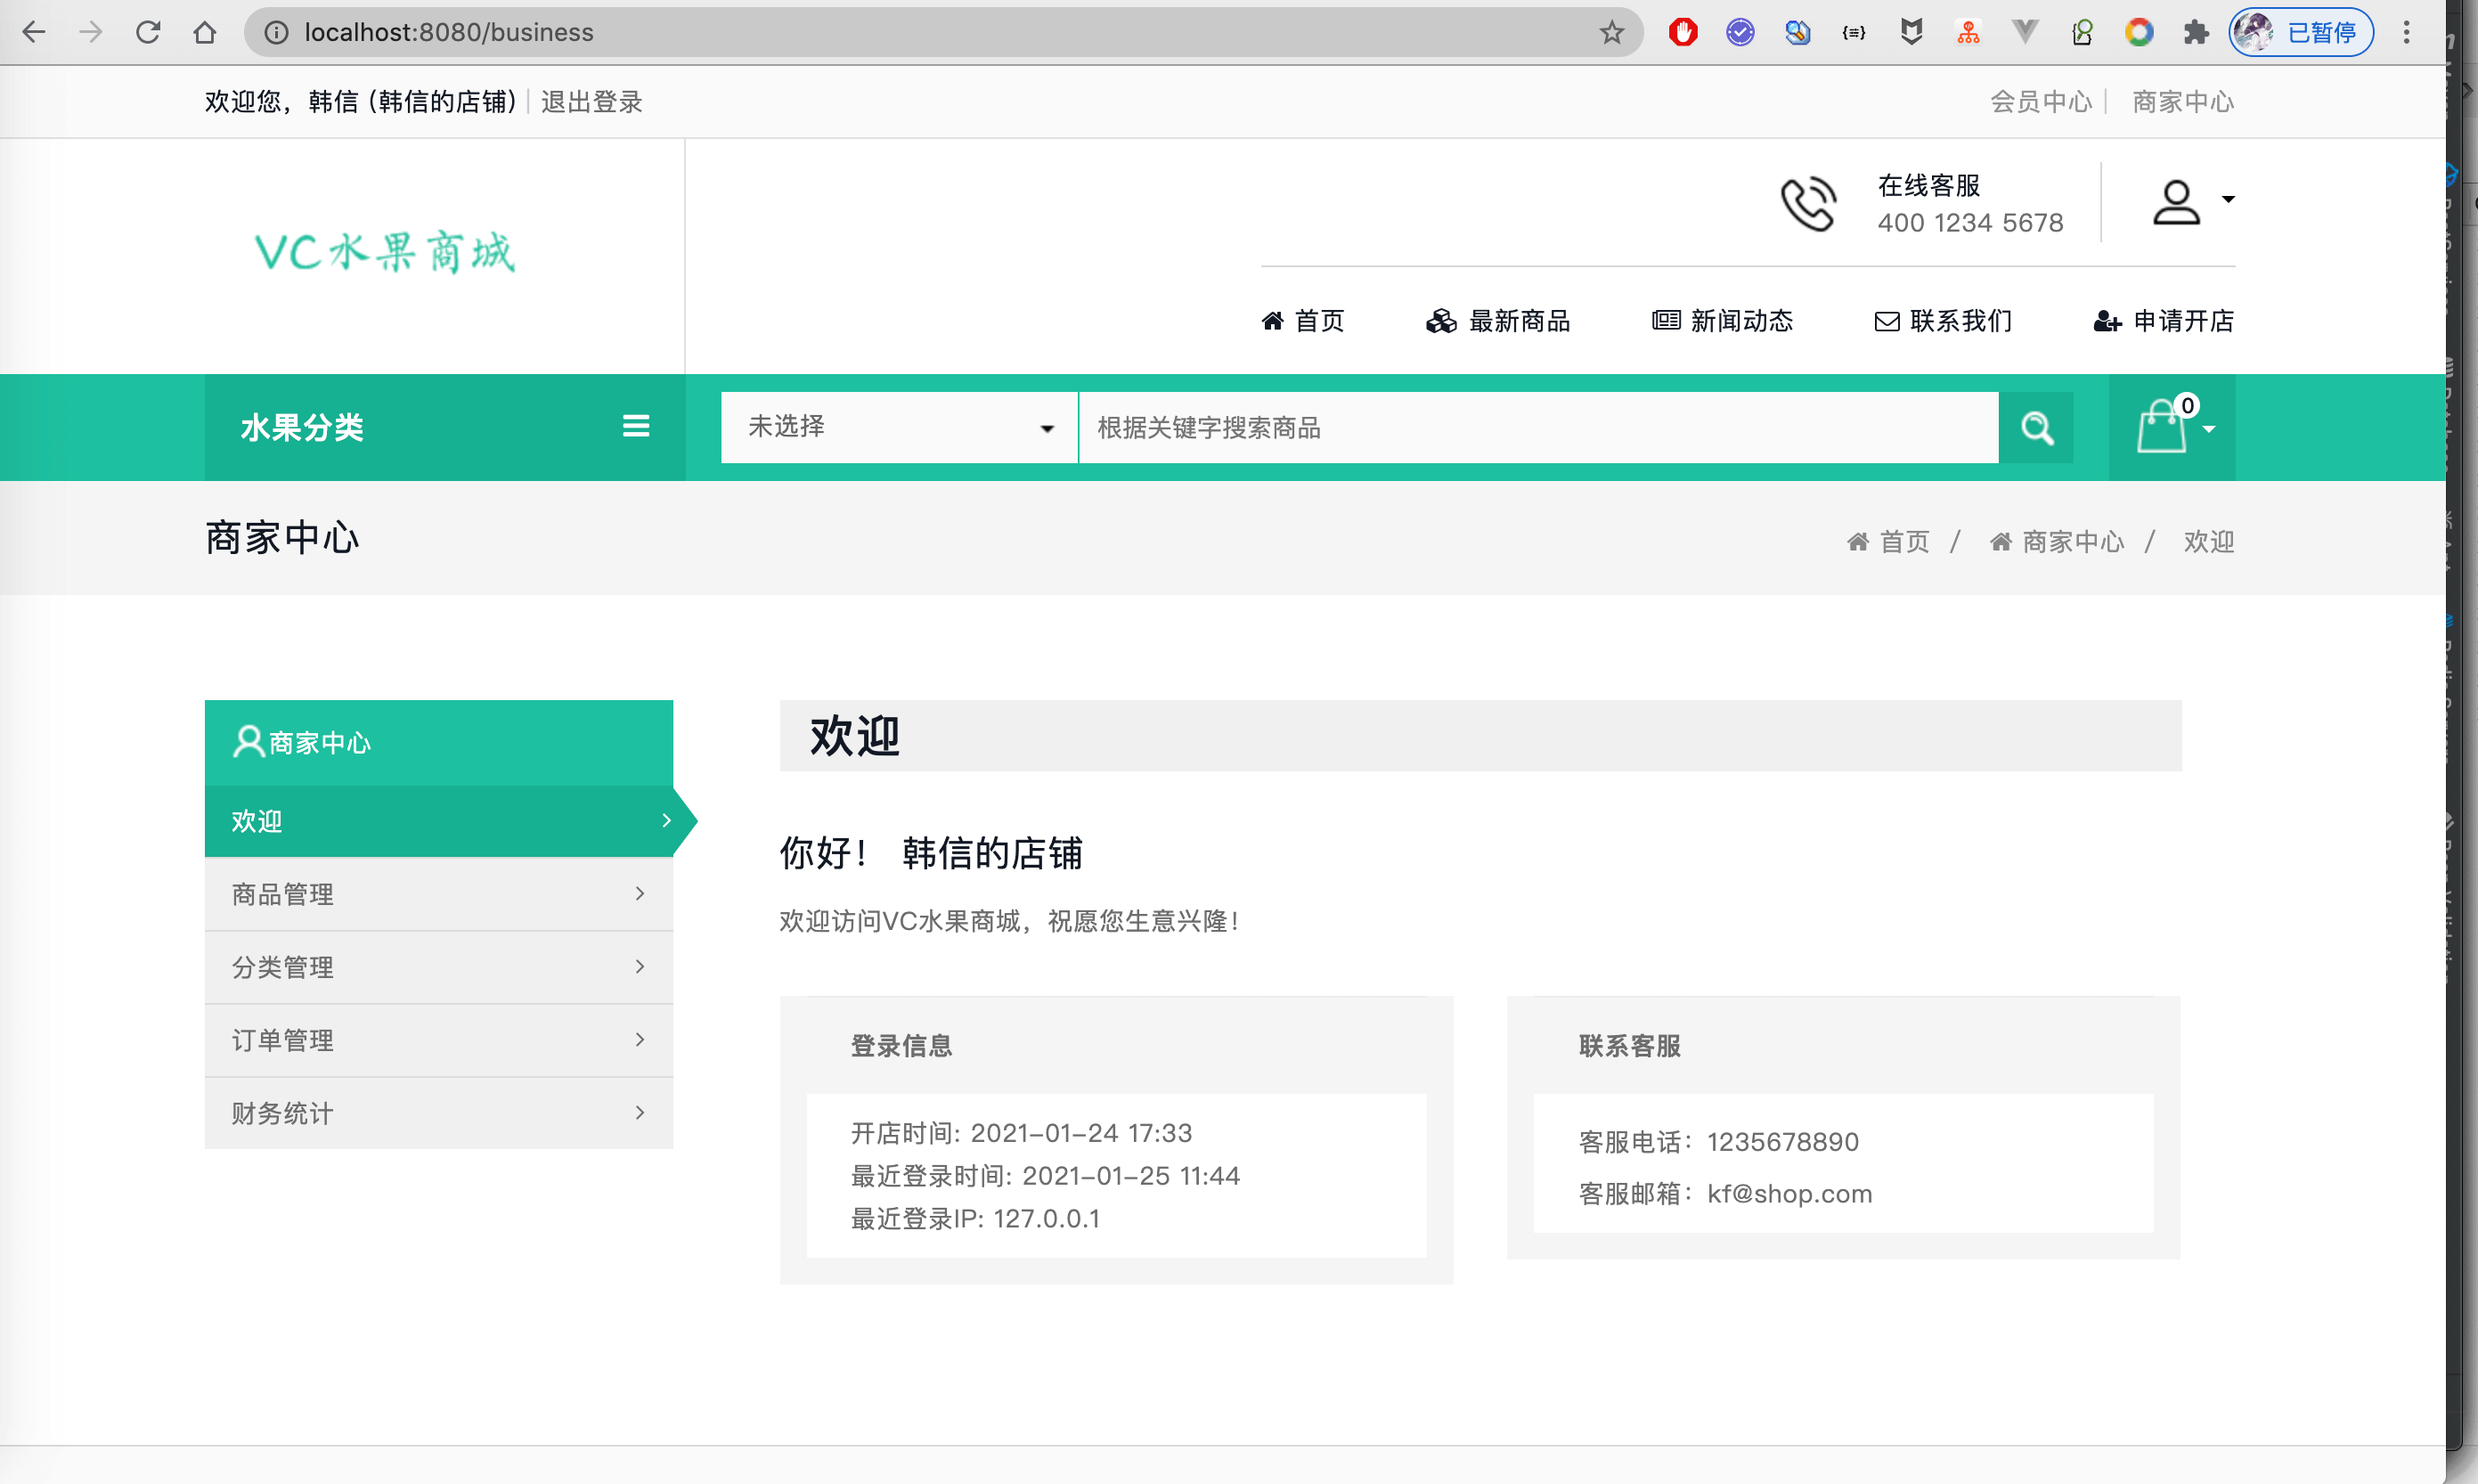 localhost:8080/business
已暂停
欢迎您，韩信 (韩信的店铺) | 退出登录
会员中心 | 商家中心
VC水果商城
在线客服
400 1234 5678
首页 最新商品 新闻动态 联系我们 申请开店
水果分类
未选择
根据关键字搜索商品
0
商家中心
首页 / 商家中心 / 欢迎
商家中心
欢迎
商品管理
分类管理
订单管理
财务统计
欢迎
你好！ 韩信的店铺
欢迎访问VC水果商城，祝愿您生意兴隆！
登录信息
开店时间: 2021-01-24 17:33
最近登录时间: 2021-01-25 11:44
最近登录IP: 127.0.0.1
联系客服
客服电话：1235678890
客服邮箱：kf@shop.com